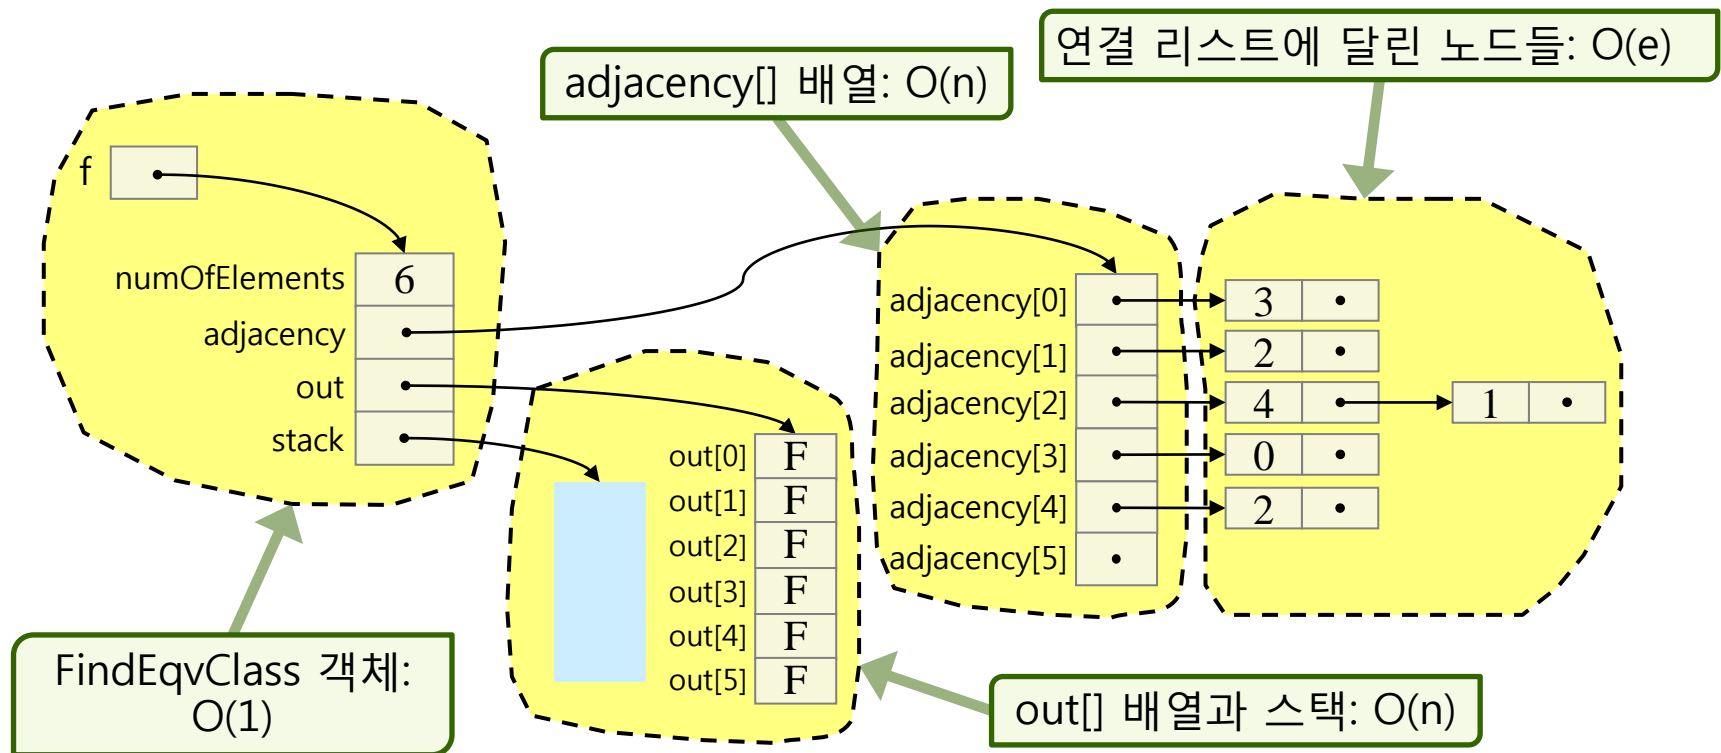 연결 리스트에 달린 노드들: O(e)
adjacency[] 배열: O(n)
f
numOfElements 6
adjacency
out
stack
adjacency[0] 3
adjacency[1] 2
adjacency[2] 4 1
adjacency[3] 0
adjacency[4] 2
adjacency[5]
out[0] F
out[1] F
out[2] F
out[3] F
out[4] F
out[5] F
FindEqvClass 객체:
O(1)
out[] 배열과 스택: O(n)